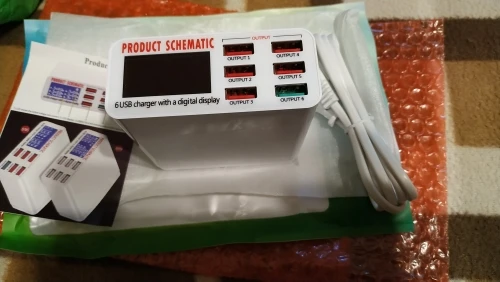 PRODUCT SCHEMATIC
OUTPUT
OUTPUT 1
OUTPUT 4
OUTPUT 2
OUTPUT 5
OUTPUT 3
OUTPUT 6
6 USB charger with a digital display
Produc